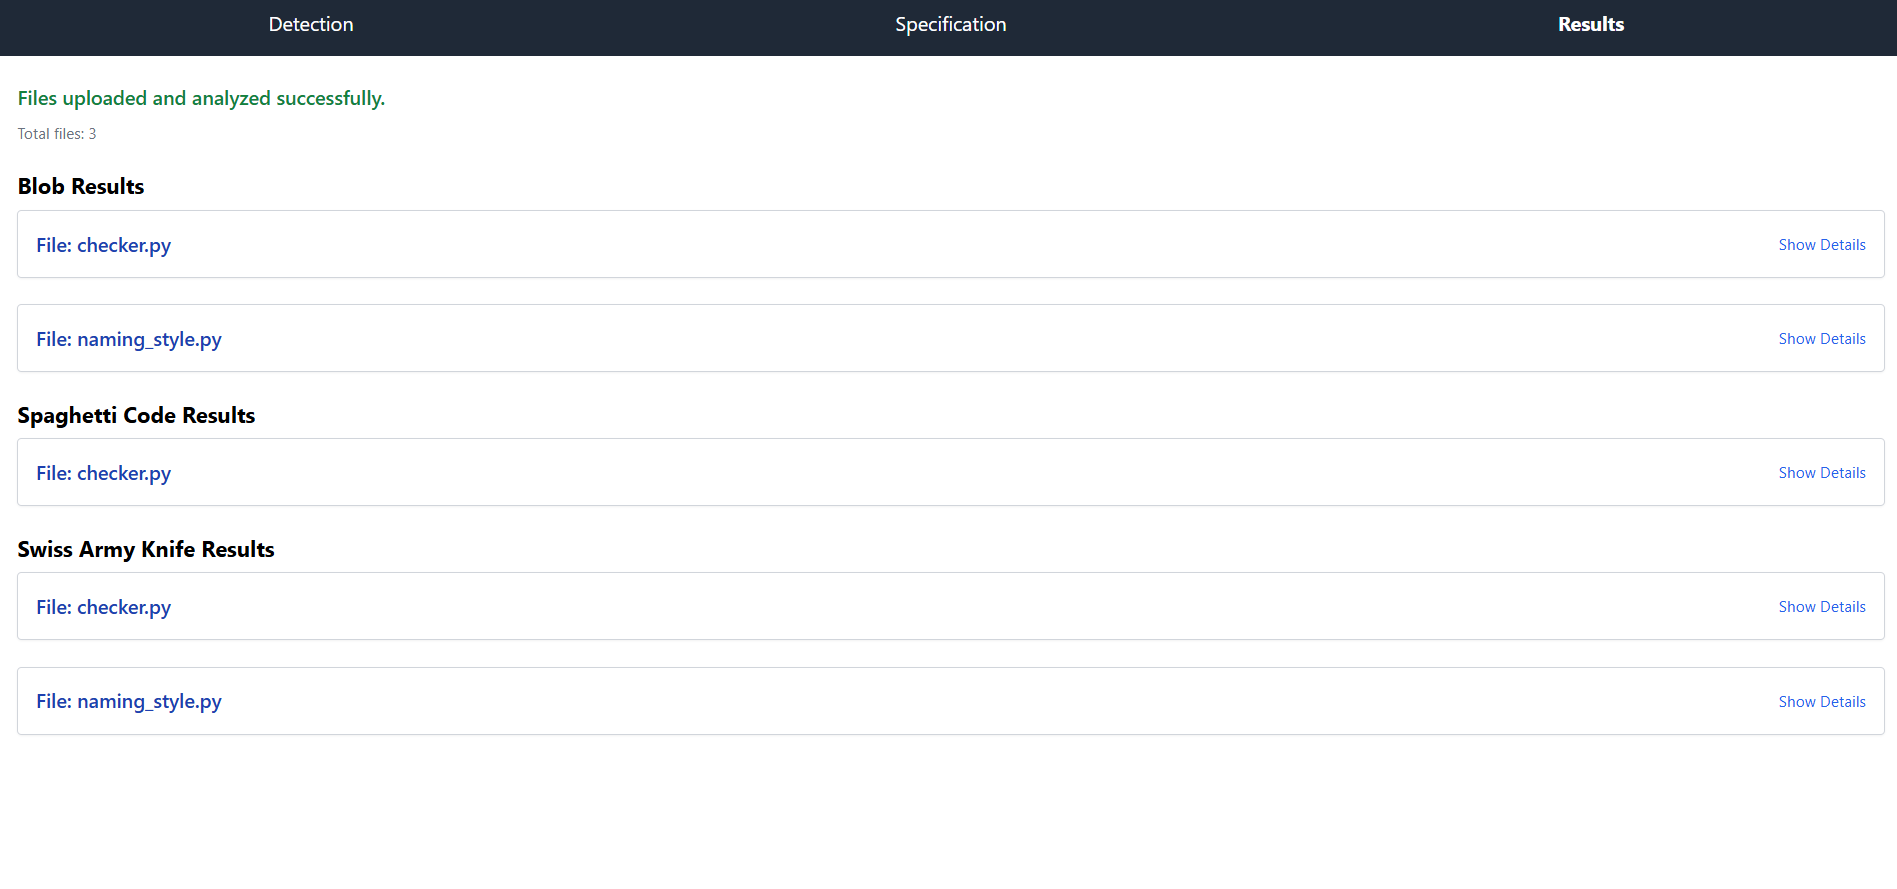 Detection Specification Results
Files uploaded and analyzed successfully.
Total files: 3
Blob Results
File: checker.py Show Details
File: naming_style.py Show Details
Spaghetti Code Results
File: checker.py Show Details
Swiss Army Knife Results
File: checker.py Show Details
File: naming_style.py Show Details